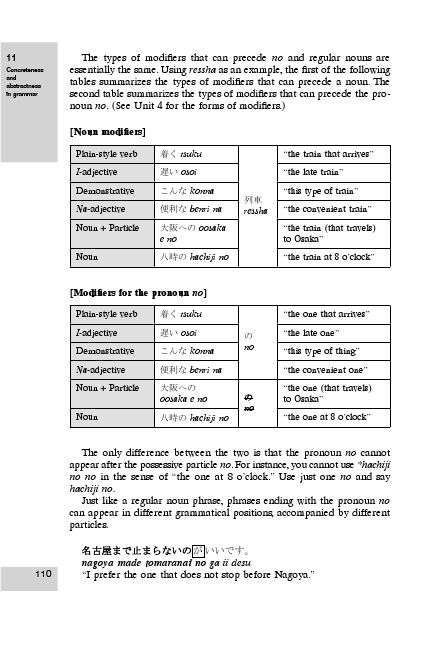 11
Concreteness
and
abstractness
in grammar
The types of modifiers that can precede no and regular nouns are
essentially the same. Using ressha as an example, the first of the following
tables summarizes the types of modifiers that can precede a noun. The
second table summarizes the types of modifiers that can precede the pro-
noun no. (See Unit 4 for the forms of modifiers.)
[Noun modifiers]
Plain-style verb 着く tsuku "the train that arrives"
I-adjective 遅い osoi "the late train"
Demonstrative こんな konna "this type of train"
列車
ressha
Na-adjective 便利な benri na "the convenient train"
Noun + Particle 大阪への oosaka "the train (that travels)
e no to Osaka"
Noun 八時の hachiji no "the train at 8 o'clock"
[Modifiers for the pronoun no]
Plain-style verb 着く tsuku "the one that arrives"
I-adjective 遅い osoi の "the late one"
Demonstrative こんな konna no "this type of thing"
Na-adjective 便利な benri na "the convenient one"
Noun + Particle 大阪への "the one (that travels)
oosaka e no の to Osaka"
no
Noun 八時の hachiji no "the one at 8 o'clock"
The only difference between the two is that the pronoun no cannot
appear after the possessive particle no. For instance, you cannot use *hachiji
no no in the sense of "the one at 8 o'clock." Use just one no and say
hachiji no.
Just like a regular noun phrase, phrases ending with the pronoun no
can appear in different grammatical positions, accompanied by different
particles.
名古屋まで止まらないのがいいです。
nagoya made tomaranai no ga ii desu
"I prefer the one that does not stop before Nagoya."
110